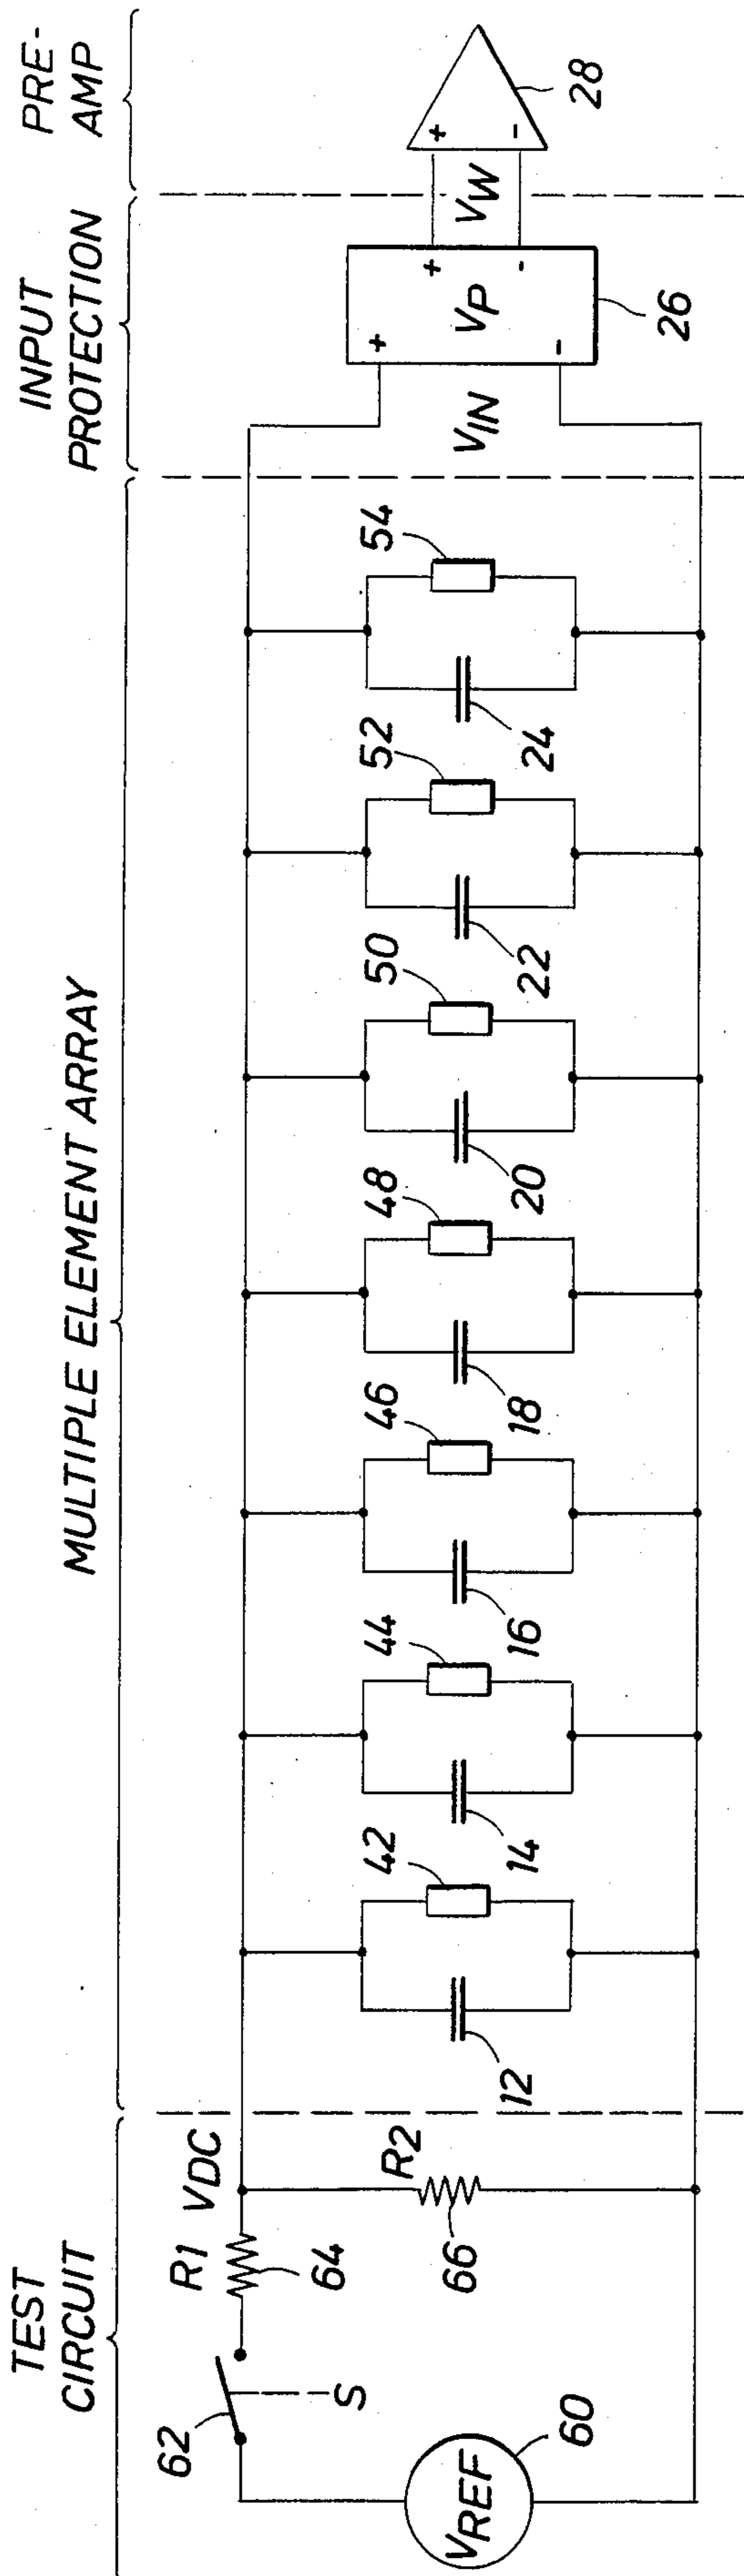 TEST
CIRCUIT
MULTIPLE ELEMENT ARRAY
INPUT
PROTECTION
PRE-
AMP
62
S
R1
VDC
64
R2
66
VREF
60
12
42
14
44
16
46
18
48
20
50
22
52
24
54
VIN
+
-
VP
+
-
26
VW
+
-
28